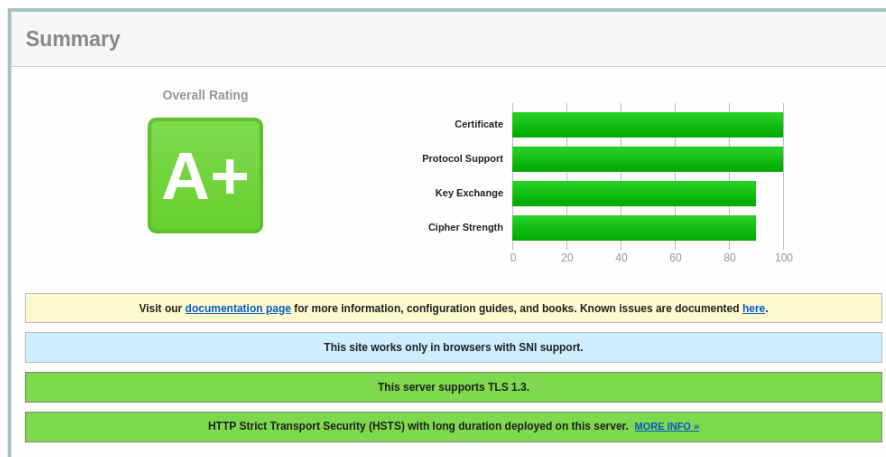 Summary
Overall Rating
A+
Certificate
Protocol Support
Key Exchange
Cipher Strength
0 20 40 60 80 100
Visit our documentation page for more information, configuration guides, and books. Known issues are documented here.
This site works only in browsers with SNI support.
This server supports TLS 1.3.
HTTP Strict Transport Security (HSTS) with long duration deployed on this server. MORE INFO »